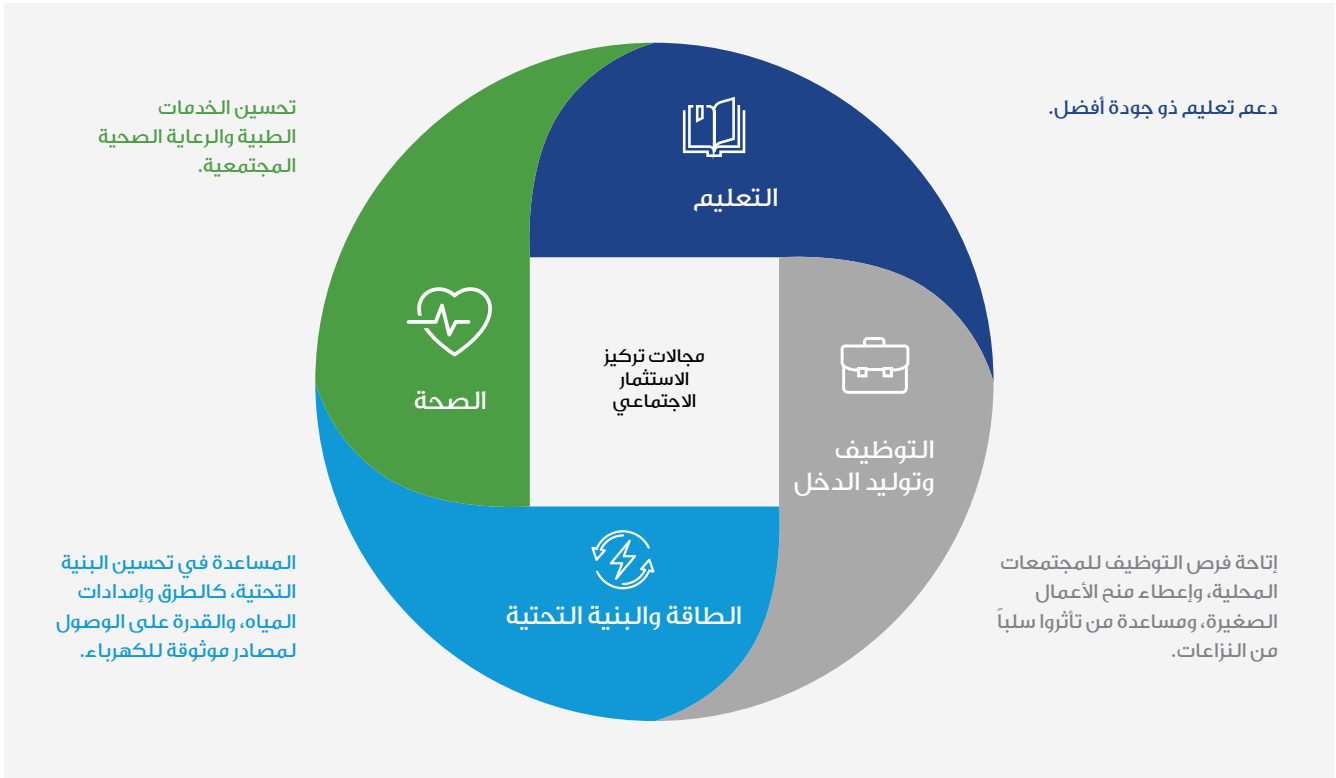 دعم تعليم ذو جودة أفضل.
تحسين الخدمات
الطبية والرعاية الصحية
المجتمعية.
التعليم
الصحة
مجالات تركيز
الاستثمار
الاجتماعي
التوظيف
وتوليد الدخل
الطاقة والبنية التحتية
إتاحة فرص التوظيف للمجتمعات
المحلية، وإعطاء منح الأعمال
الصغيرة، ومساعدة من تأثروا سلباً
من النزاعات.
المساعدة في تحسين البنية
التحتية، كالطرق وإمدادات
المياه، والقدرة على الوصول
لمصادر موثوقة للكهرباء.